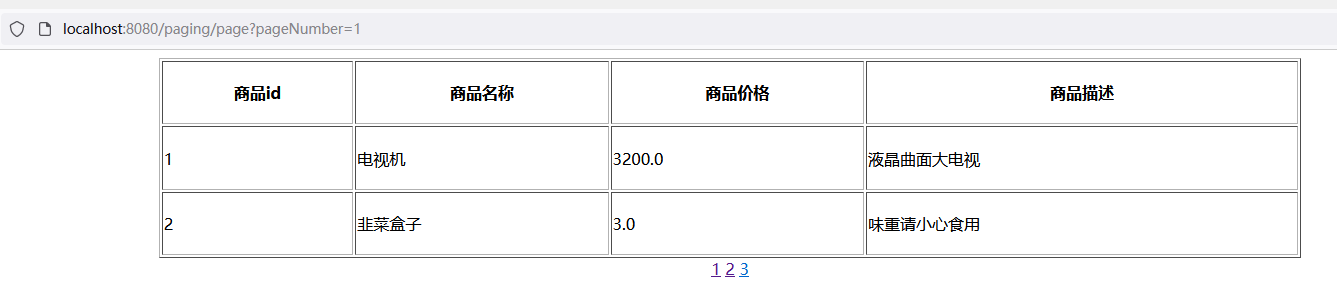 localhost:8080/paging/page?pageNumber=1
商品id 商品名称 商品价格 商品描述
1 电视机 3200.0 液晶曲面大电视
2 韭菜盒子 3.0 味重请小心食用
1 2 3